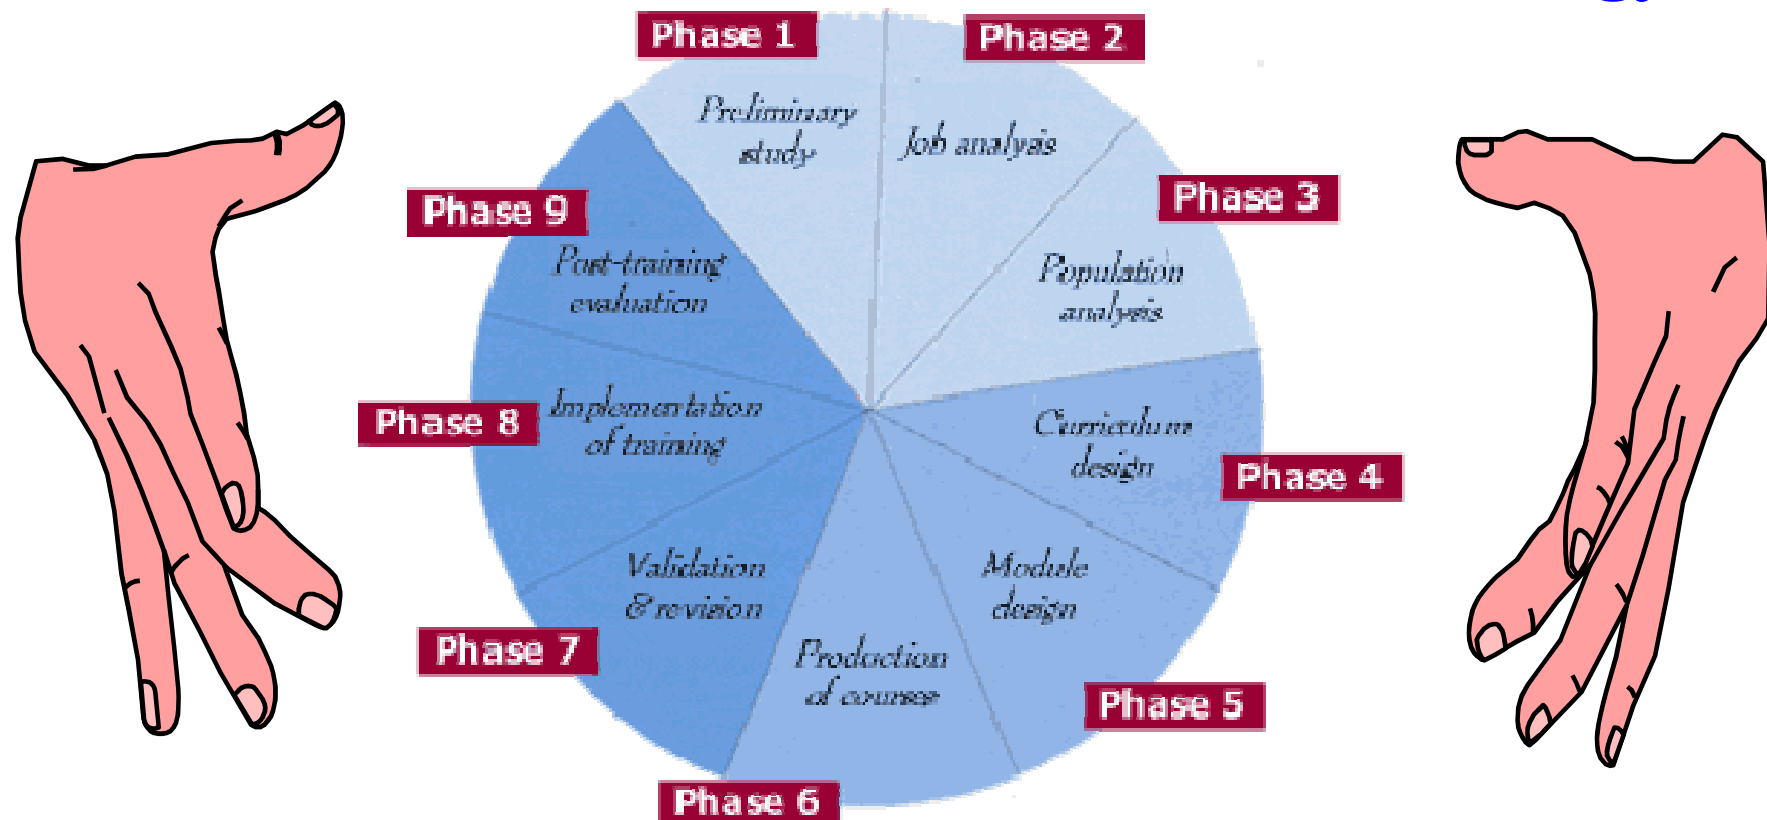 Phase 1
Preliminary
study
Phase 2
Job analysis
Phase 3
Population
analysis
Phase 4
Curriculum
design
Phase 5
Module
design
Phase 6
Production
of courses
Phase 7
Validation
& revision
Phase 8
Implementation
of training
Phase 9
Post-training
evaluation